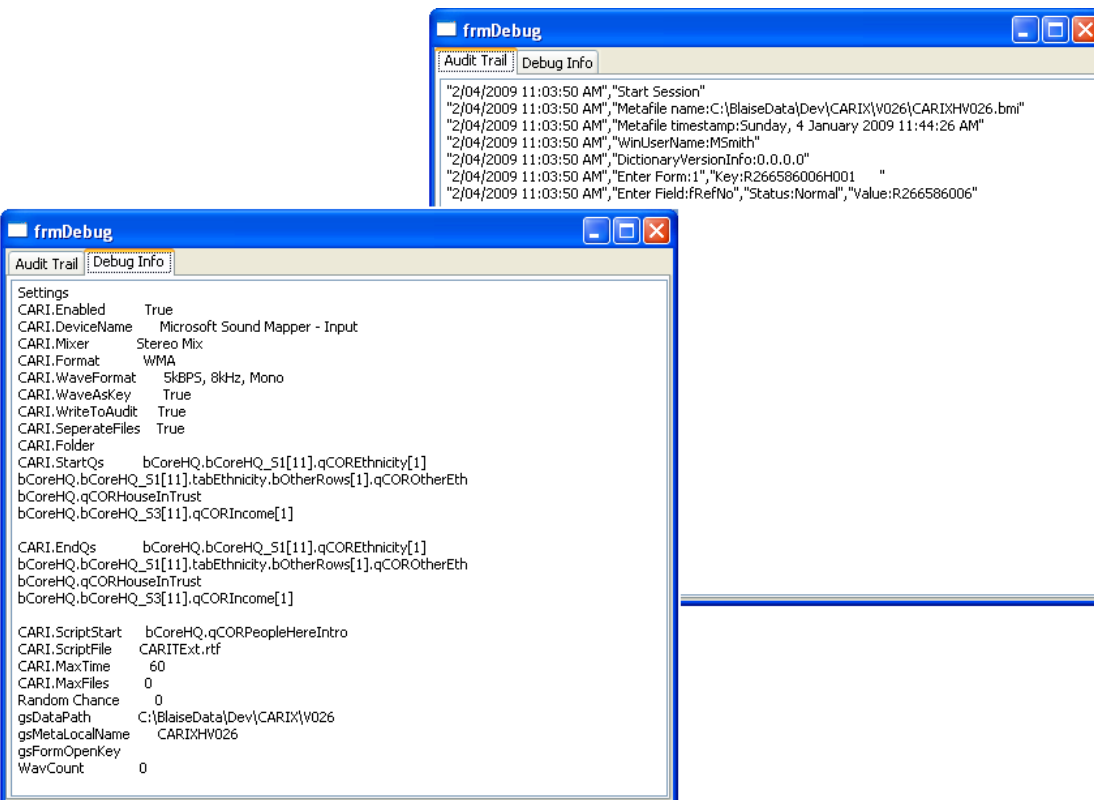 frmDebug
Audit Trail Debug Info
"2/04/2009 11:03:50 AM","Start Session"
"2/04/2009 11:03:50 AM","Metafile name:C:\BlaiseData\Dev\CARIX\V026\CARIXHV026.bmi"
"2/04/2009 11:03:50 AM","Metafile timestamp:Sunday, 4 January 2009 11:44:26 AM"
"2/04/2009 11:03:50 AM","WinUserName:MSmith"
"2/04/2009 11:03:50 AM","DictionaryVersionInfo:0.0.0.0"
"2/04/2009 11:03:50 AM","Enter Form:1","Key:R266586006H001     "
"2/04/2009 11:03:50 AM","Enter Field:fRefNo","Status:Normal","Value:R266586006"
frmDebug
Audit Trail Debug Info
Settings
CARI.Enabled True
CARI.DeviceName Microsoft Sound Mapper - Input
CARI.Mixer Stereo Mix
CARI.Format WMA
CARI.WaveFormat 5kBPS, 8kHz, Mono
CARI.WaveAsKey True
CARI.WriteToAudit True
CARI.SeperateFiles True
CARI.Folder
CARI.StartQs bCoreHQ.bCoreHQ_S1[11].qCOREthnicity[1]
bCoreHQ.bCoreHQ_S1[11].tabEthnicity.bOtherRows[1].qCOROtherEth
bCoreHQ.qCORHouseInTrust
bCoreHQ.bCoreHQ_S3[11].qCORIncome[1]
CARI.EndQs bCoreHQ.bCoreHQ_S1[11].qCOREthnicity[1]
bCoreHQ.bCoreHQ_S1[11].tabEthnicity.bOtherRows[1].qCOROtherEth
bCoreHQ.qCORHouseInTrust
bCoreHQ.bCoreHQ_S3[11].qCORIncome[1]
CARI.ScriptStart bCoreHQ.qCORPeopleHereIntro
CARI.ScriptFile CARITExt.rtf
CARI.MaxTime 60
CARI.MaxFiles 0
Random Chance 0
gsDataPath C:\BlaiseData\Dev\CARIX\V026
gsMetaLocalName CARIXHV026
gsFormOpenKey
WavCount 0